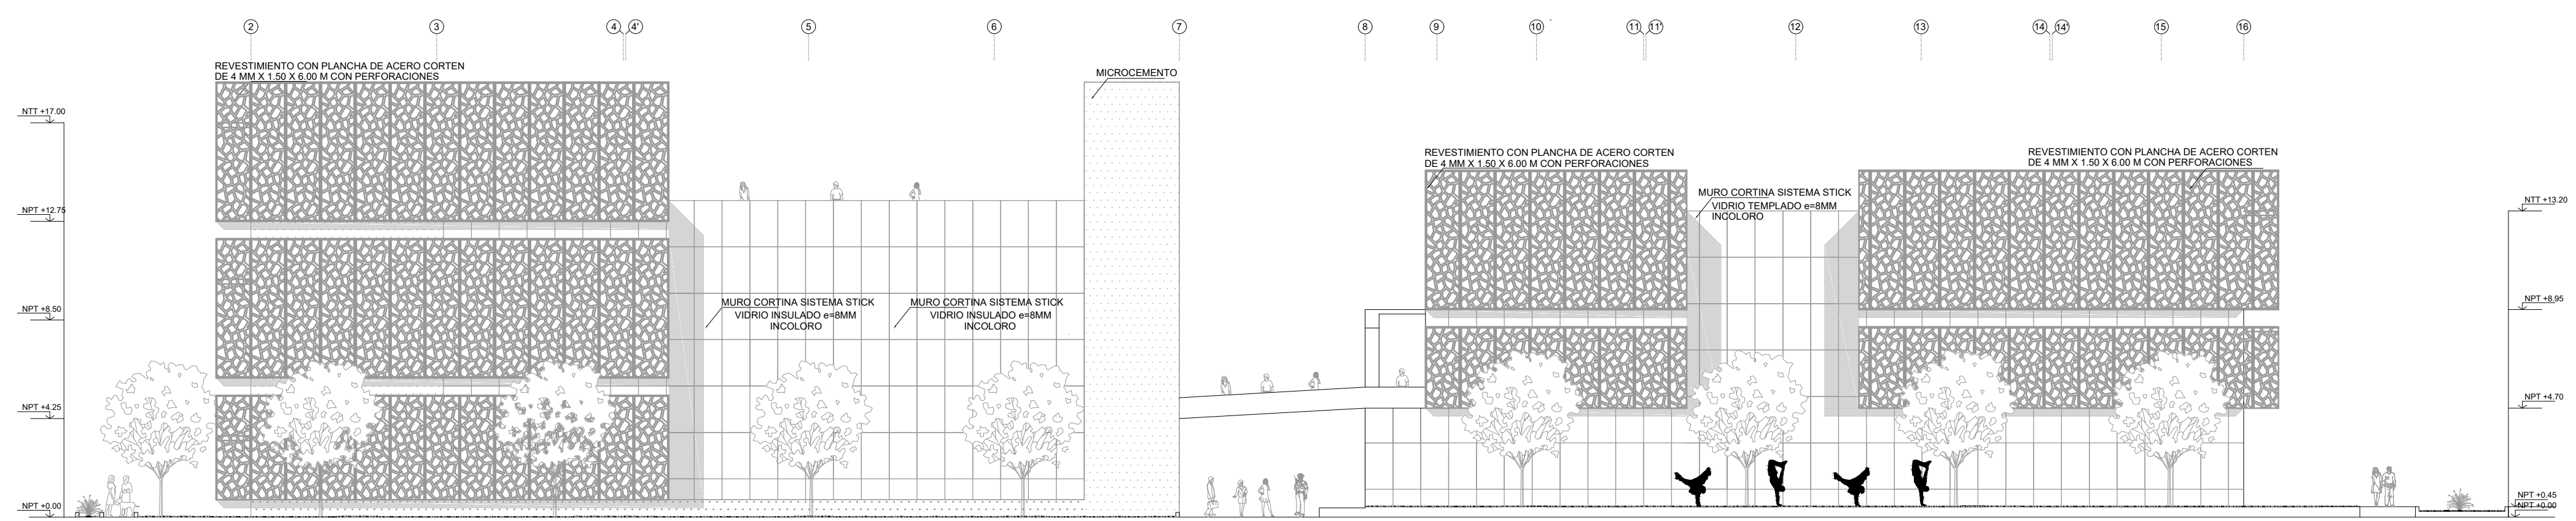 2
3
4
4'
5
6
7
8
9
10
11
11'
12
13
14
14'
15
16
REVESTIMIENTO CON PLANCHA DE ACERO CORTEN
DE 4 MM X 1.50 X 6.00 M CON PERFORACIONES
MICROCEMENTO
NTT +17.00
NPT +12.75
NPT +8.50
NPT +4.25
NPT +0.00
MURO CORTINA SISTEMA STICK
VIDRIO INSULADO e=8MM
INCOLORO
MURO CORTINA SISTEMA STICK
VIDRIO INSULADO e=8MM
INCOLORO
REVESTIMIENTO CON PLANCHA DE ACERO CORTEN
DE 4 MM X 1.50 X 6.00 M CON PERFORACIONES
MURO CORTINA SISTEMA STICK
VIDRIO TEMPLADO e=8MM
INCOLORO
REVESTIMIENTO CON PLANCHA DE ACERO CORTEN
DE 4 MM X 1.50 X 6.00 M CON PERFORACIONES
NTT +13.20
NPT +8.95
NPT +4.70
NPT +0.45
NPT +0.00